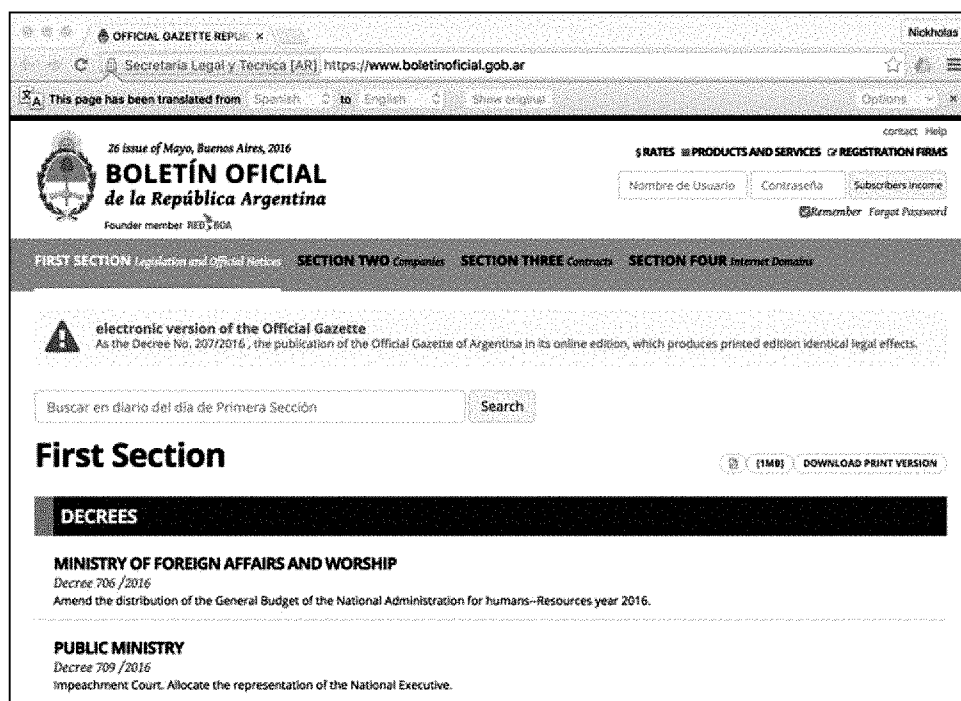 OFFICIAL GAZETTE REPUB ×
Nickholas
Secretaria Legal y Tecnica [AR] https://www.boletinoficial.gob.ar
This page has been translated from Spanish to English Show original Options ×
contact Help
26 issue of Mayo, Buenos Aires, 2016
$ RATES PRODUCTS AND SERVICES REGISTRATION FIRMS
BOLETÍN OFICIAL
de la República Argentina
Nombre de Usuario Contraseña Subscribers Income
Remember Forgot Password
Founder member RED BOA
FIRST SECTION Legislation and Official Notices SECTION TWO Companies SECTION THREE Contracts SECTION FOUR Internet Domains
electronic version of the Official Gazette
As the Decree No. 207/2016 , the publication of the Official Gazette of Argentina in its online edition, which produces printed edition identical legal effects.
Buscar en diario del día de Primera Sección Search
First Section
[1MB] DOWNLOAD PRINT VERSION
DECREES
MINISTRY OF FOREIGN AFFAIRS AND WORSHIP
Decree 706 /2016
Amend the distribution of the General Budget of the National Administration for humans--Resources year 2016.
PUBLIC MINISTRY
Decree 709 /2016
Impeachment Court. Allocate the representation of the National Executive.